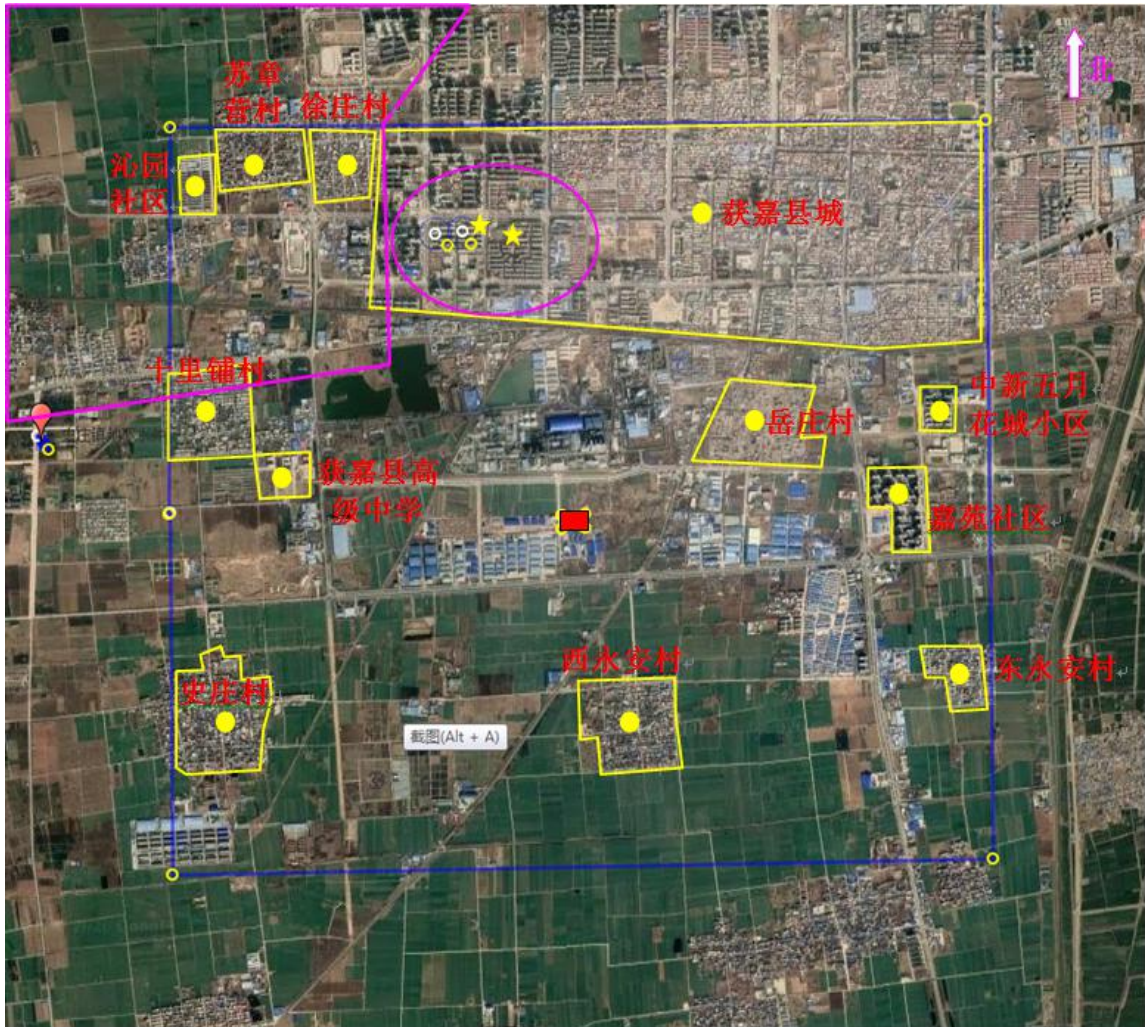 北
苏章
营村
徐庄村
沁园
社区
获嘉县城
十里铺村
中新五月
花城小区
岳庄村
获嘉县高
级中学
嘉苑社区
西永安村
东永安村
史庄村
截图(Alt + A)